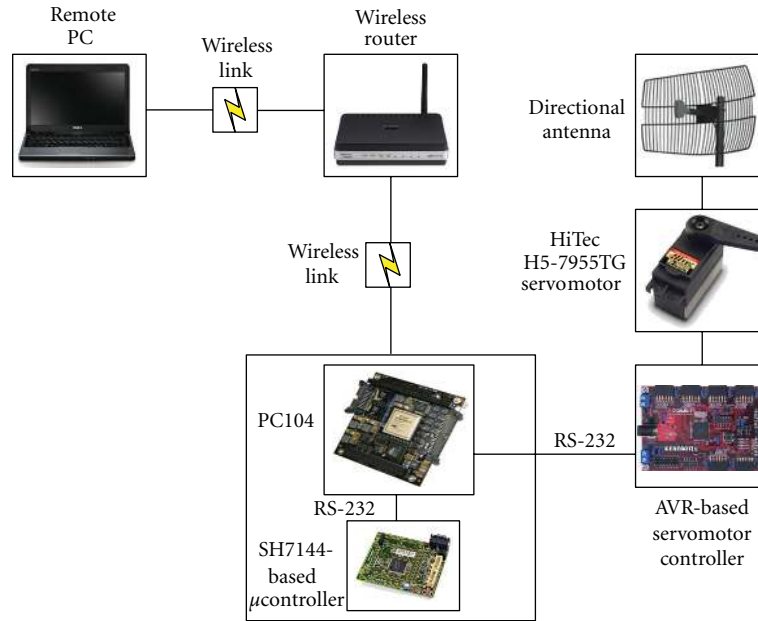 Remote
PC
Wireless
link
Wireless
router
Directional
antenna
Wireless
link
HiTec
H5-7955TG
servomotor
PC104
RS-232
RS-232
SH7144-
based
μcontroller
AVR-based
servomotor
controller